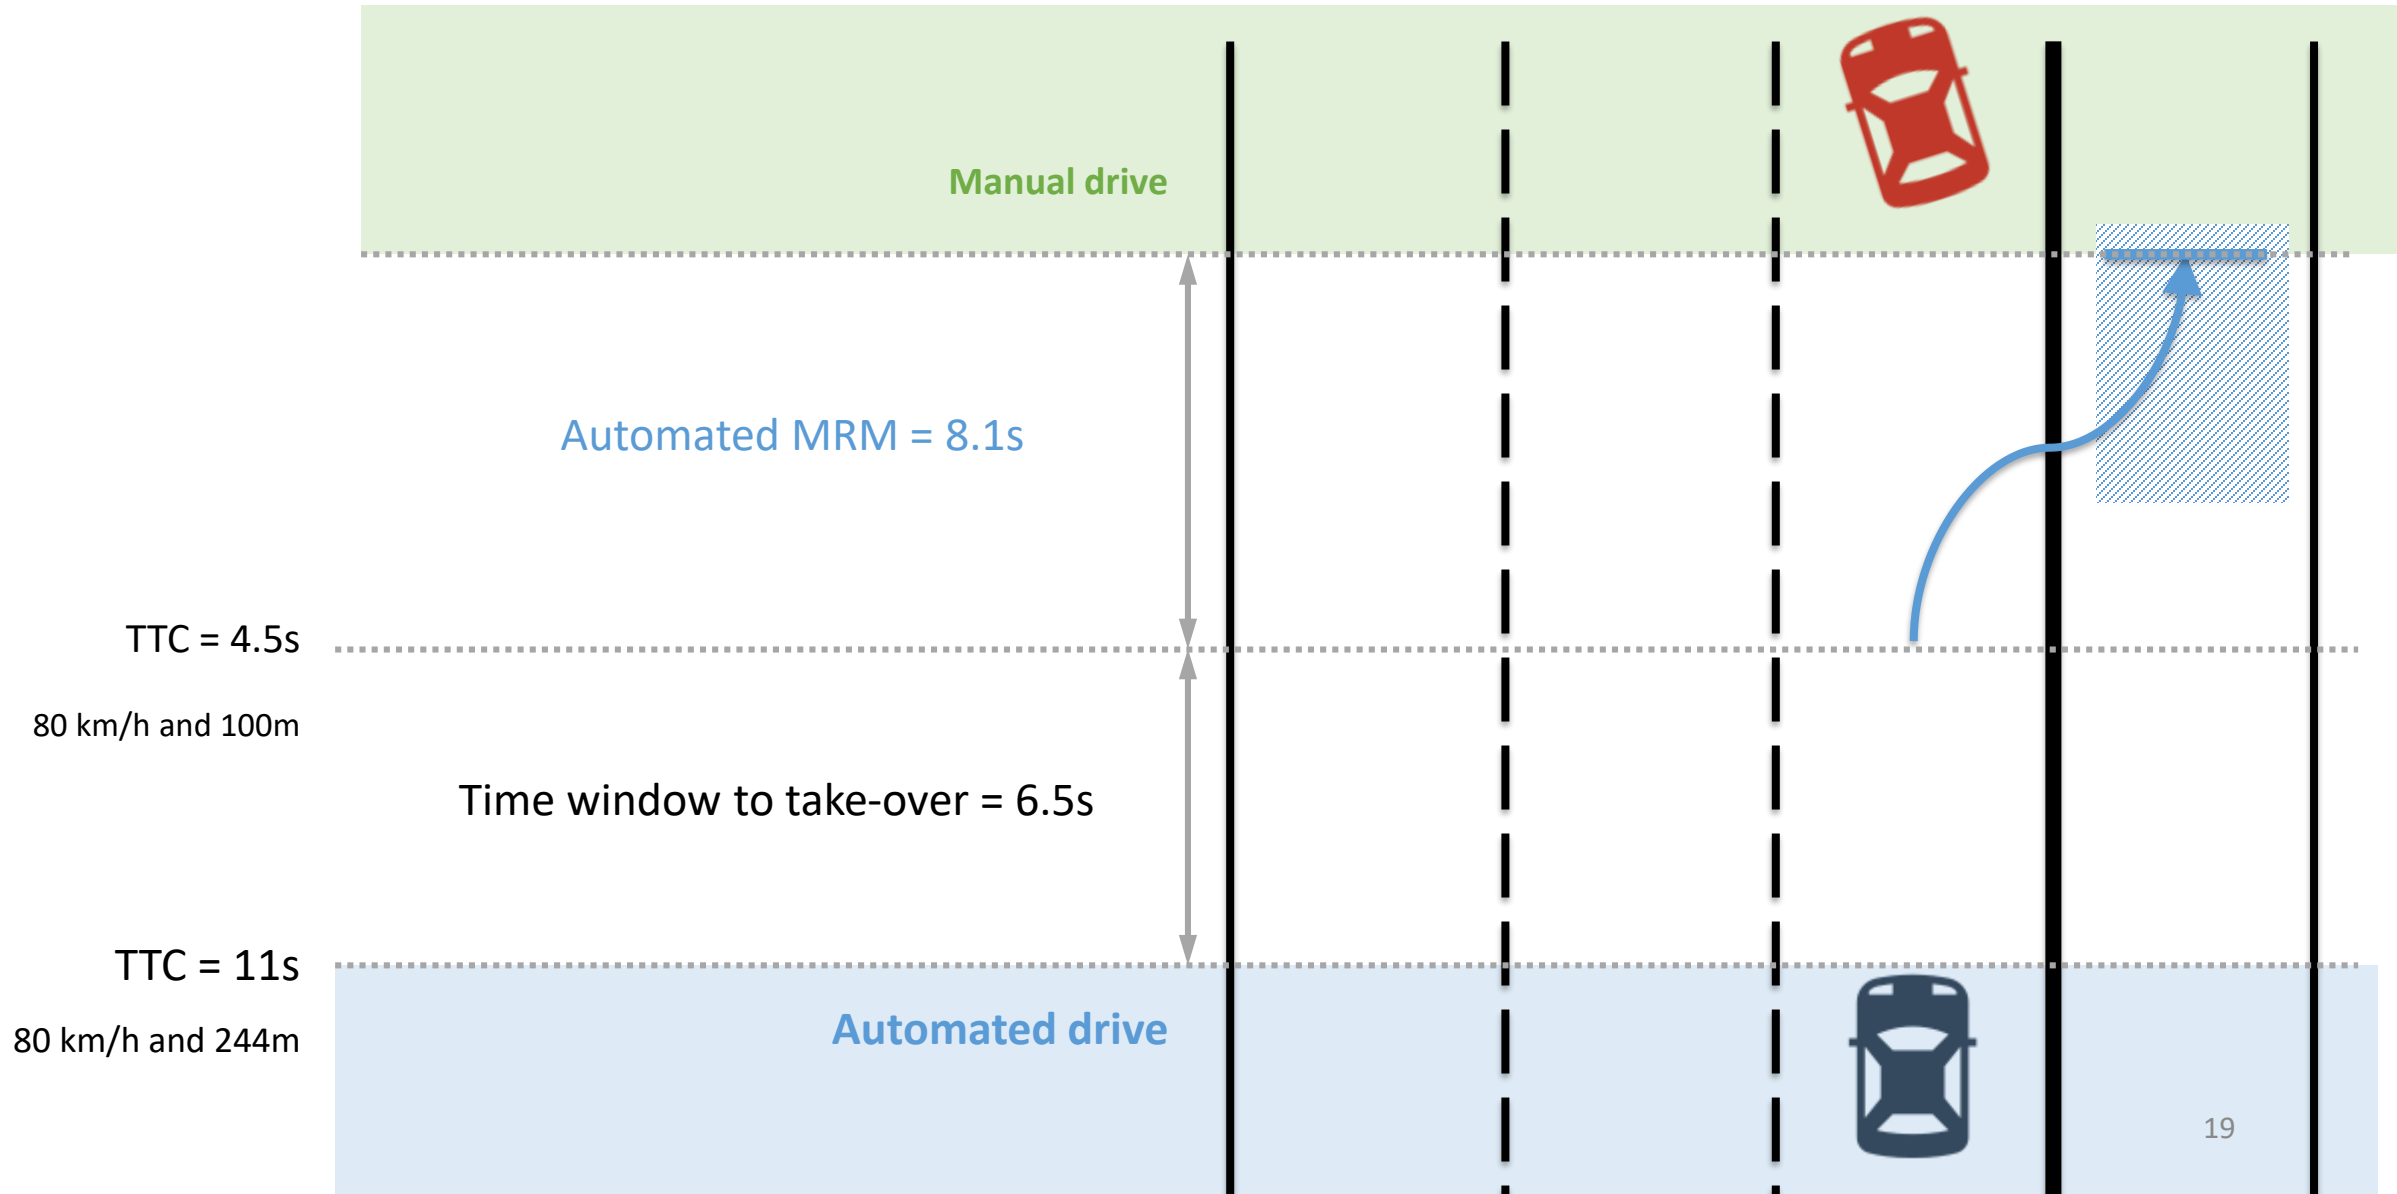 Manual drive
Automated MRM = 8.1s
TTC = 4.5s
80 km/h and 100m
Time window to take-over = 6.5s
TTC = 11s
80 km/h and 244m
Automated drive
19